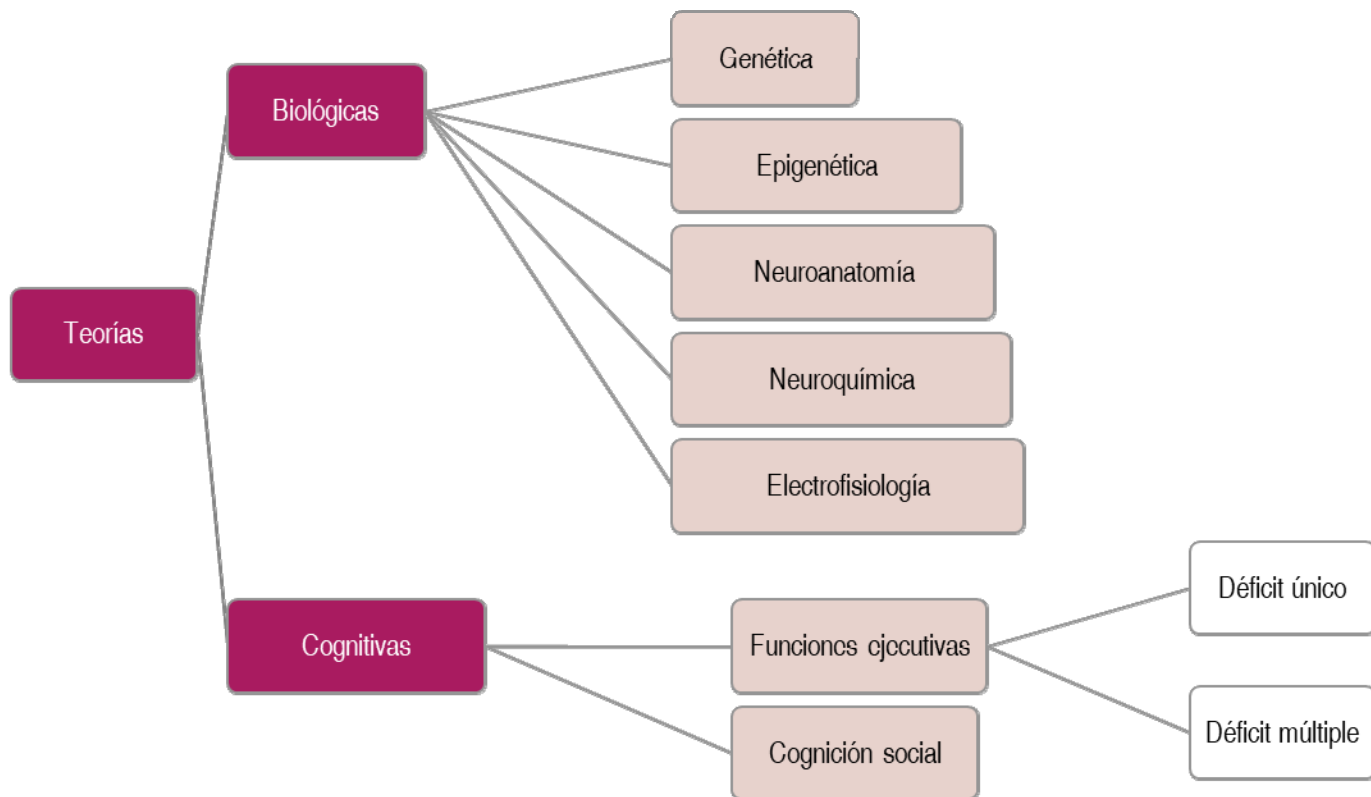 Teorías
Biológicas
Genética
Epigenética
Neuroanatomía
Neuroquímica
Electrofisiología
Cognitivas
Funciones ejecutivas
Déficit único
Déficit múltiple
Cognición social